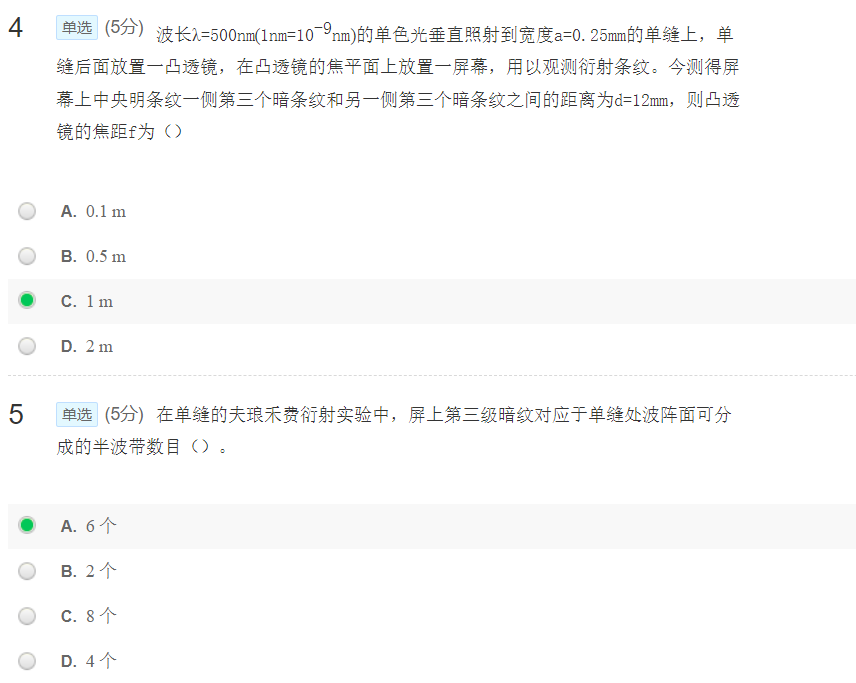 4 单选 (5分) 波长λ=500nm(1nm=10⁻⁹nm)的单色光垂直照射到宽度a=0.25mm的单缝上，单
缝后面放置一凸透镜，在凸透镜的焦平面上放置一屏幕，用以观测衍射条纹。今测得屏
幕上中央明条纹一侧第三个暗条纹和另一侧第三个暗条纹之间的距离为d=12mm，则凸透
镜的焦距f为（）
A. 0.1 m
B. 0.5 m
C. 1 m
D. 2 m
5 单选 (5分) 在单缝的夫琅禾费衍射实验中，屏上第三级暗纹对应于单缝处波阵面可分
成的半波带数目（）。
A. 6 个
B. 2 个
C. 8 个
D. 4 个